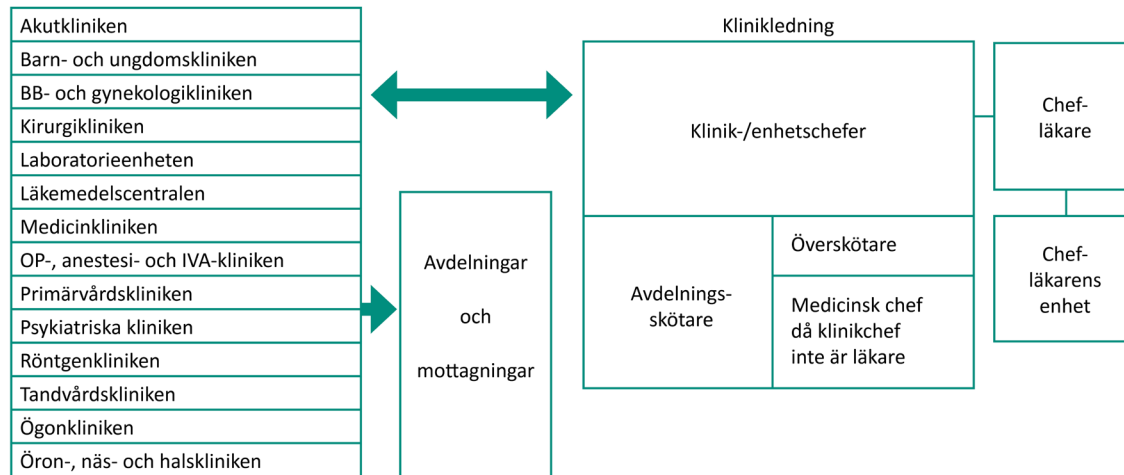 Akutkliniken
Barn- och ungdomskliniken
BB- och gynekologikliniken
Kirurgikliniken
Laboratorieenheten
Läkemedelscentralen
Medicinkliniken
OP-, anestesi- och IVA-kliniken
Primärvårdskliniken
Psykiatriska kliniken
Röntgenkliniken
Tandvårdskliniken
Ögonkliniken
Öron-, näs- och halskliniken
Avdelningar
och
mottagningar
Klinikledning
Klinik-/enhetschefer
Avdelnings-
skötare
Överskötare
Medicinsk chef
då klinikchef
inte är läkare
Chef-
läkare
Chef-
läkarens
enhet